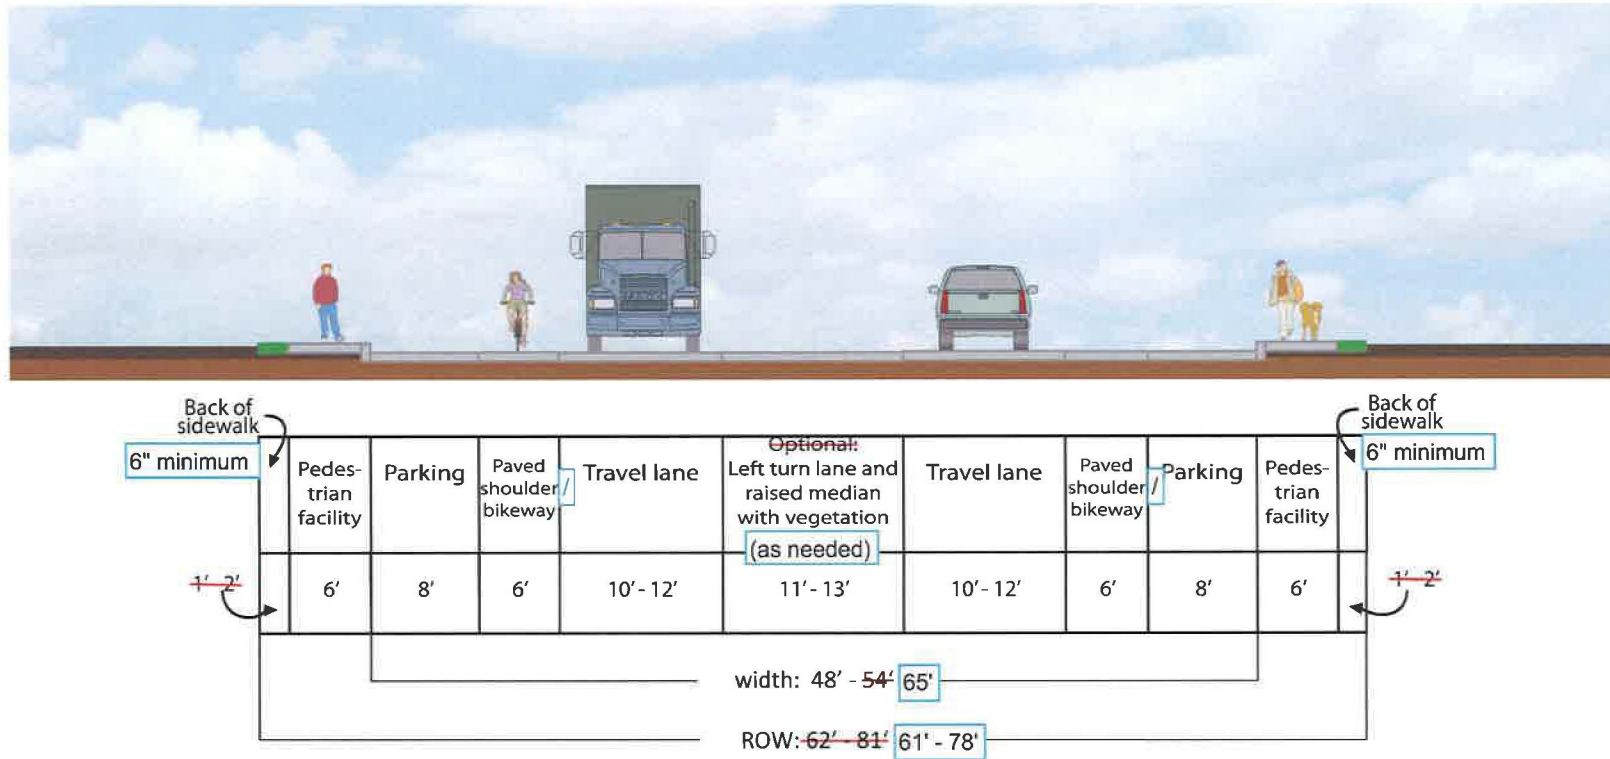 Back of
sidewalk
6" minimum
Back of
sidewalk
6" minimum
Pedes-
trian
facility
Parking
Paved
shoulder /
bikeway
Travel lane
Optional:
Left turn lane and
raised median
with vegetation
(as needed)
Travel lane
Paved
shoulder /
bikeway
Parking
Pedes-
trian
facility
1' - 2'
6'
8'
6'
10' - 12'
11' - 13'
10' - 12'
6'
8'
6'
1' - 2'
width: 48' - 54' 65'
ROW: 62' - 81' 61' - 78'